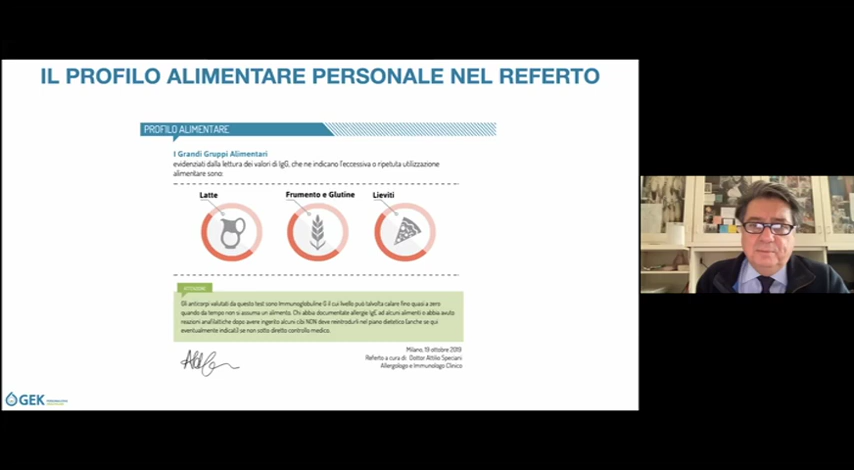 IL PROFILO ALIMENTARE PERSONALE NEL REFERTO
PROFILO ALIMENTARE
I Grandi Gruppi Alimentari
evidenziati dalla lettura dei valori di IgG, che ne indicano l'eccessiva o ripetuta utilizzazione
alimentare sono:
Latte
Frumento e Glutine
Lieviti
ATTENZIONE
Gli anticorpi valutati da questo test sono Immunoglobuline G il cui livello può talvolta calare fino quasi a zero
quando da tempo non si assuma un alimento. Chi abbia documentate allergie IgE ad alcuni alimenti o abbia avuto
reazioni anafilattiche dopo avere ingerito alcuni cibi NON deve reintrodurli nel piano dietetico (anche se qui
eventualmente indicati) se non sotto diretto controllo medico.
Milano, 19 ottobre 2019
Referto a cura di: Dottor Attilio Speciani
Allergologo e Immunologo Clinico
GEK